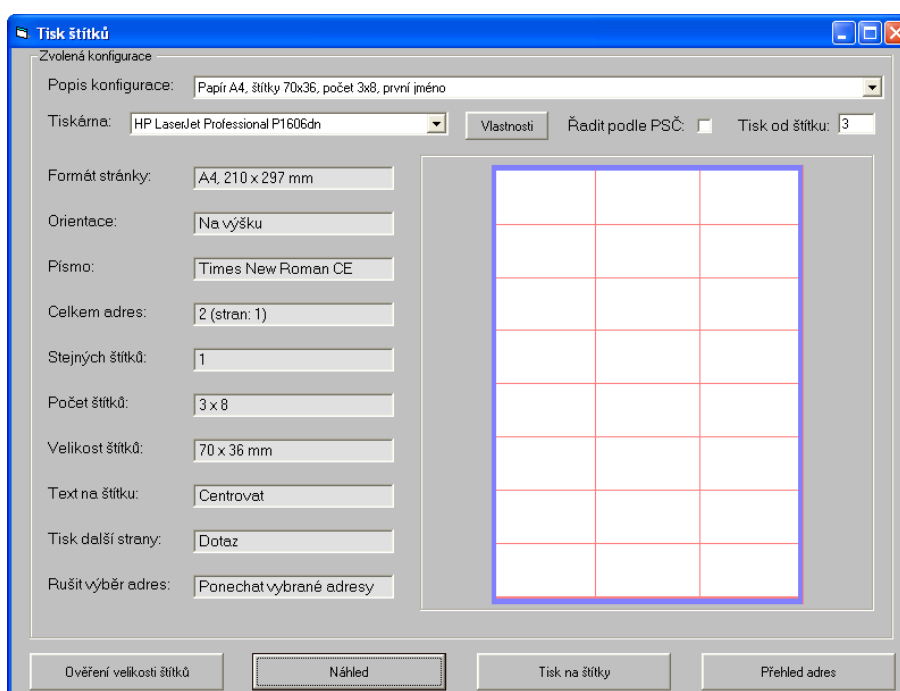 Tisk štítků
Zvolená konfigurace
Popis konfigurace: Papír A4, štítky 70x36, počet 3x8, první jméno
Tiskárna: HP LaserJet Professional P1606dn Vlastnosti Řadit podle PSČ: Tisk od štítku: 3
Formát stránky: A4, 210 x 297 mm
Orientace: Na výšku
Písmo: Times New Roman CE
Celkem adres: 2 (stran: 1)
Stejných štítků: 1
Počet štítků: 3 x 8
Velikost štítků: 70 x 36 mm
Text na štítku: Centrovat
Tisk další strany: Dotaz
Rušit výběr adres: Ponechat vybrané adresy
Ověření velikosti štítků Náhled Tisk na štítky Přehled adres